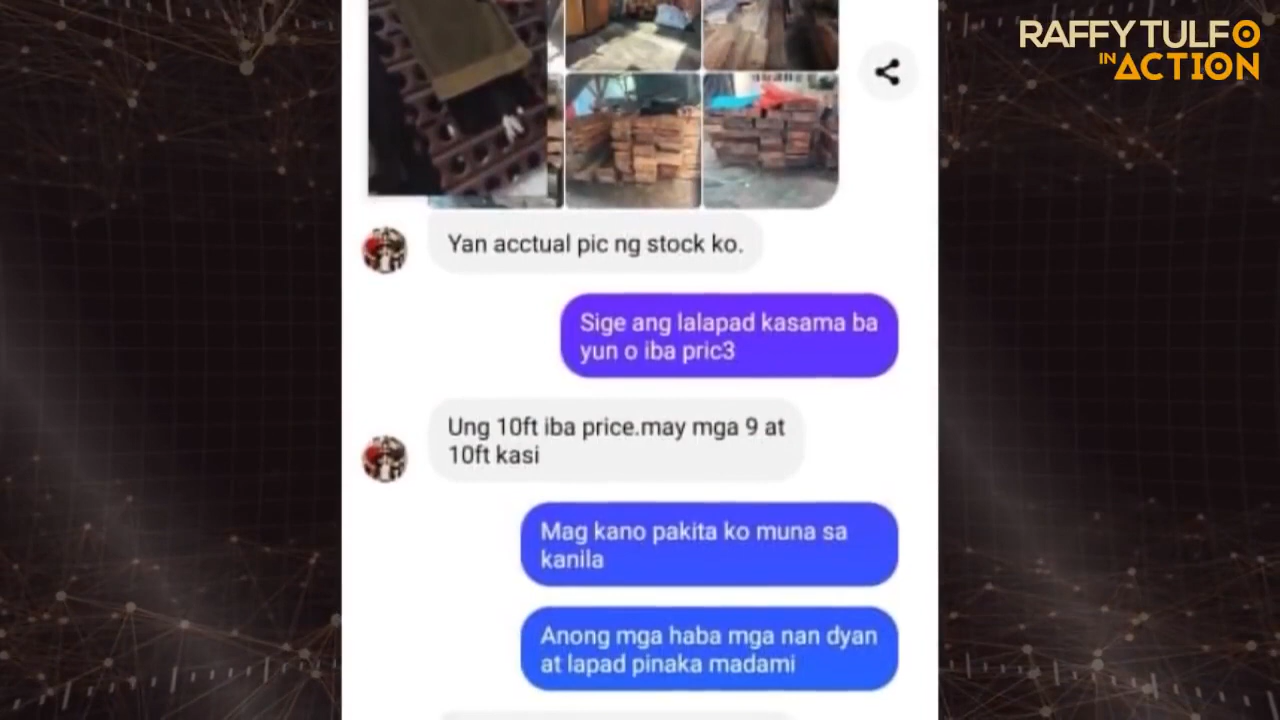 RAFFY TULFO
IN ACTION
Yan acctual pic ng stock ko.
Sige ang lalapad kasama ba
yun o iba pric3
Ung 10ft iba price.may mga 9 at
10ft kasi
Mag kano pakita ko muna sa
kanila
Anong mga haba mga nan dyan
at lapad pinaka madami